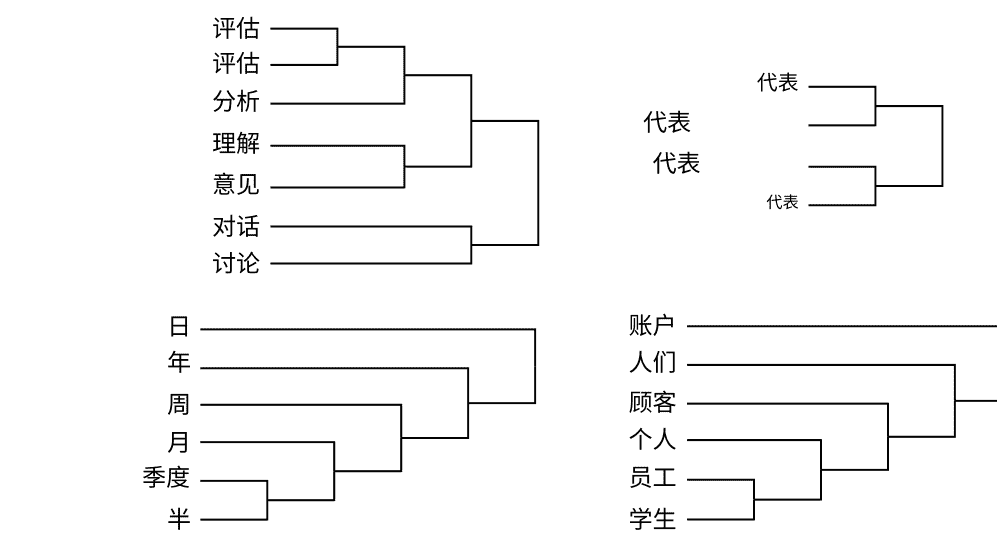 评估
评估
分析
理解
意见
对话
讨论
代表
代表
代表
代表
日
年
周
月
季度
半
账户
人们
顾客
个人
员工
学生